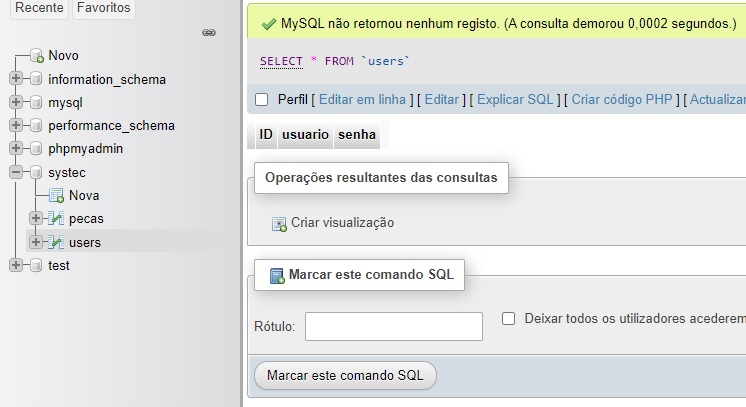 Recente Favoritos
Novo
information_schema
mysql
performance_schema
phpmyadmin
systec
Nova
pecas
users
test
MySQL não retornou nenhum registo. (A consulta demorou 0,0002 segundos.)
SELECT * FROM `users`
Perfil [ Editar em linha ] [ Editar ] [ Explicar SQL ] [ Criar código PHP ] [ Actualizar
ID usuario senha
Operações resultantes das consultas
Criar visualização
Marcar este comando SQL
Rótulo: Deixar todos os utilizadores acederem
Marcar este comando SQL